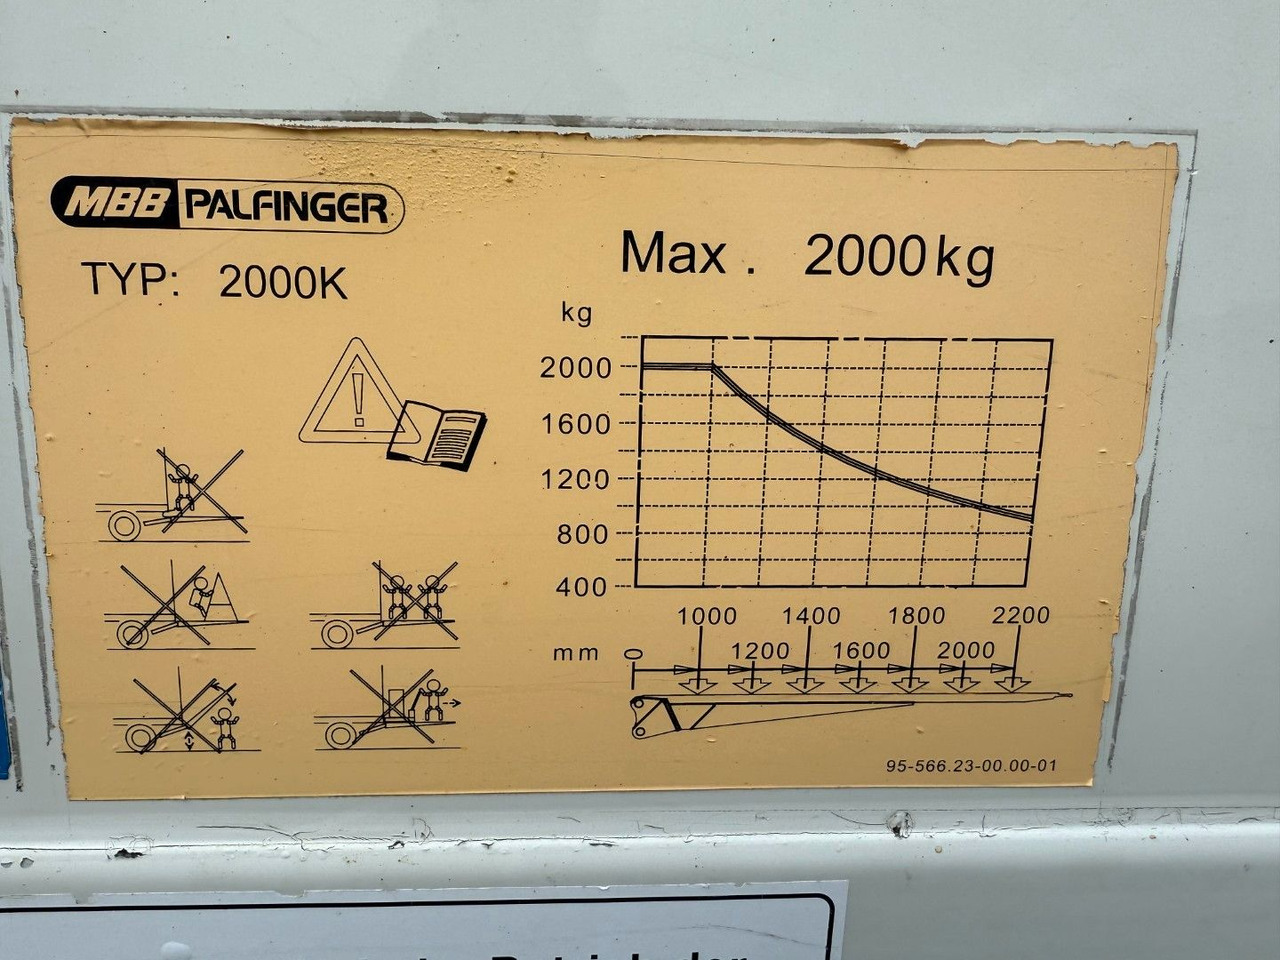 MBB PALFINGER
TYP: 2000K
Max. 2000kg
kg
2000
1600
1200
800
400
1000 1400 1800 2200
mm 0 1200 1600 2000
95-566.23-00.00-01